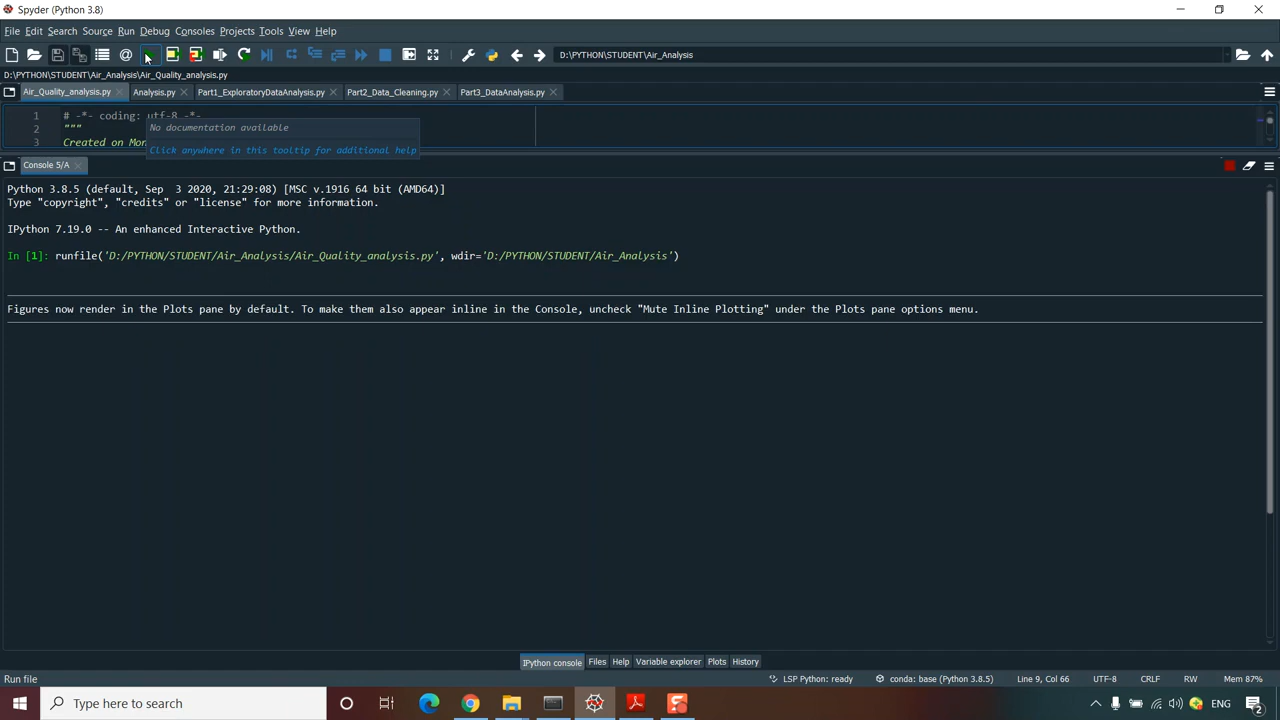 Spyder (Python 3.8)
File Edit Search Source Run Debug Consoles Projects Tools View Help
D:\PYTHON\STUDENT\Air_Analysis
D:\PYTHON\STUDENT\Air_Analysis\Air_Quality_analysis.py
Air_Quality_analysis.py Analysis.py Part1_ExploratoryDataAnalysis.py Part2_Data_Cleaning.py Part3_DataAnalysis.py
1 # -*- coding: utf-8 -*-
No documentation available
2 """
3 Created on Mon
Click anywhere in this tooltip for additional help
Console 5/A
Python 3.8.5 (default, Sep  3 2020, 21:29:08) [MSC v.1916 64 bit (AMD64)]
Type "copyright", "credits" or "license" for more information.
IPython 7.19.0 -- An enhanced Interactive Python.
In [1]: runfile('D:/PYTHON/STUDENT/Air_Analysis/Air_Quality_analysis.py', wdir='D:/PYTHON/STUDENT/Air_Analysis')
Figures now render in the Plots pane by default. To make them also appear inline in the Console, uncheck "Mute Inline Plotting" under the Plots pane options menu.
IPython console Files Help Variable explorer Plots History
Run file LSP Python: ready conda: base (Python 3.8.5) Line 9, Col 66 UTF-8 CRLF RW Mem 87%
Type here to search ENG 2